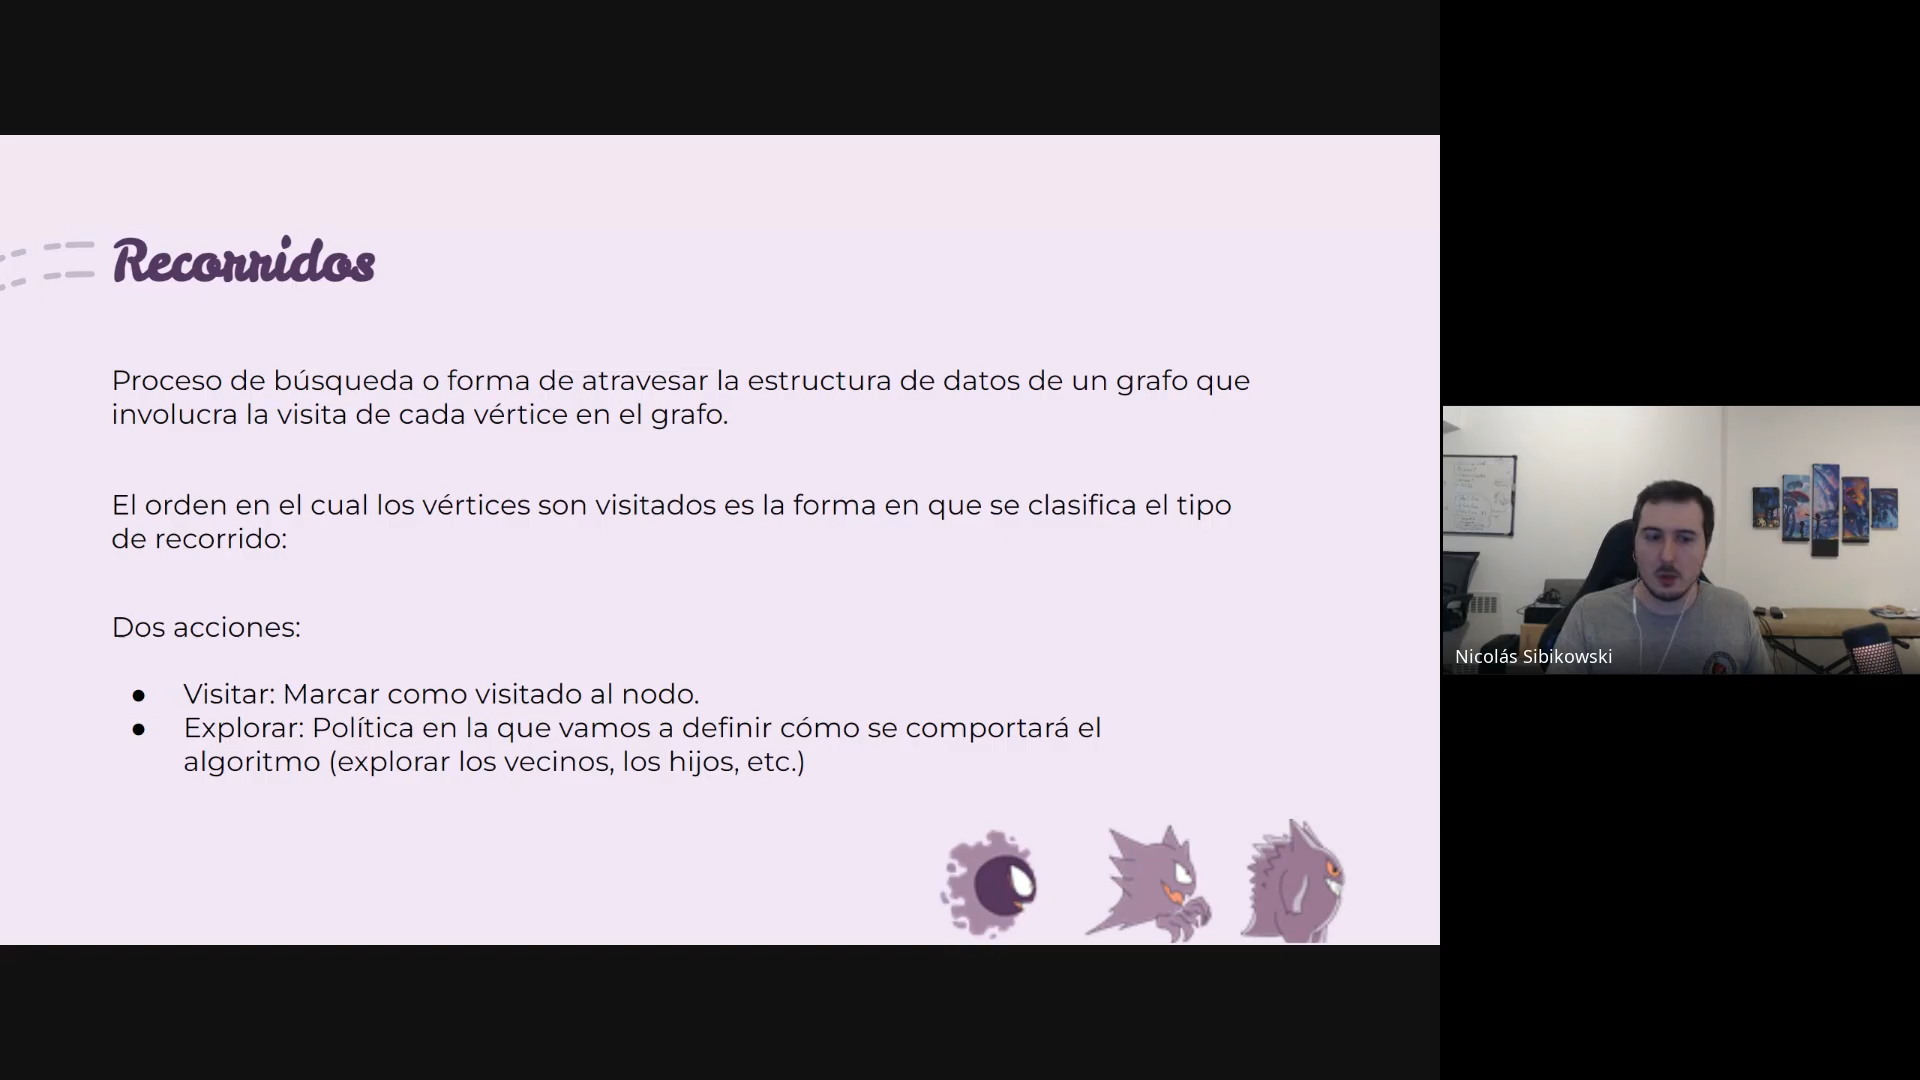 Recorridos
Proceso de búsqueda o forma de atravesar la estructura de datos de un grafo que
involucra la visita de cada vértice en el grafo.
El orden en el cual los vértices son visitados es la forma en que se clasifica el tipo
de recorrido:
Dos acciones:
● Visitar: Marcar como visitado al nodo.
● Explorar: Política en la que vamos a definir cómo se comportará el
algoritmo (explorar los vecinos, los hijos, etc.)
Nicolás Sibikowski